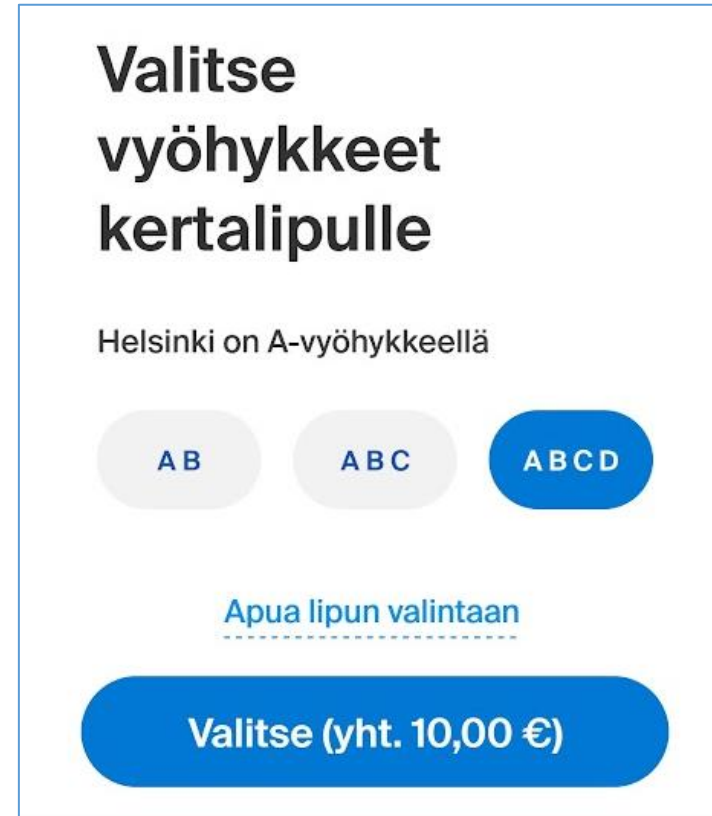 Valitse
vyöhykkeet
kertalipulle
Helsinki on A-vyöhykkeellä
AB
ABC
ABCD
Apua lipun valintaan
Valitse (yht. 10,00 €)